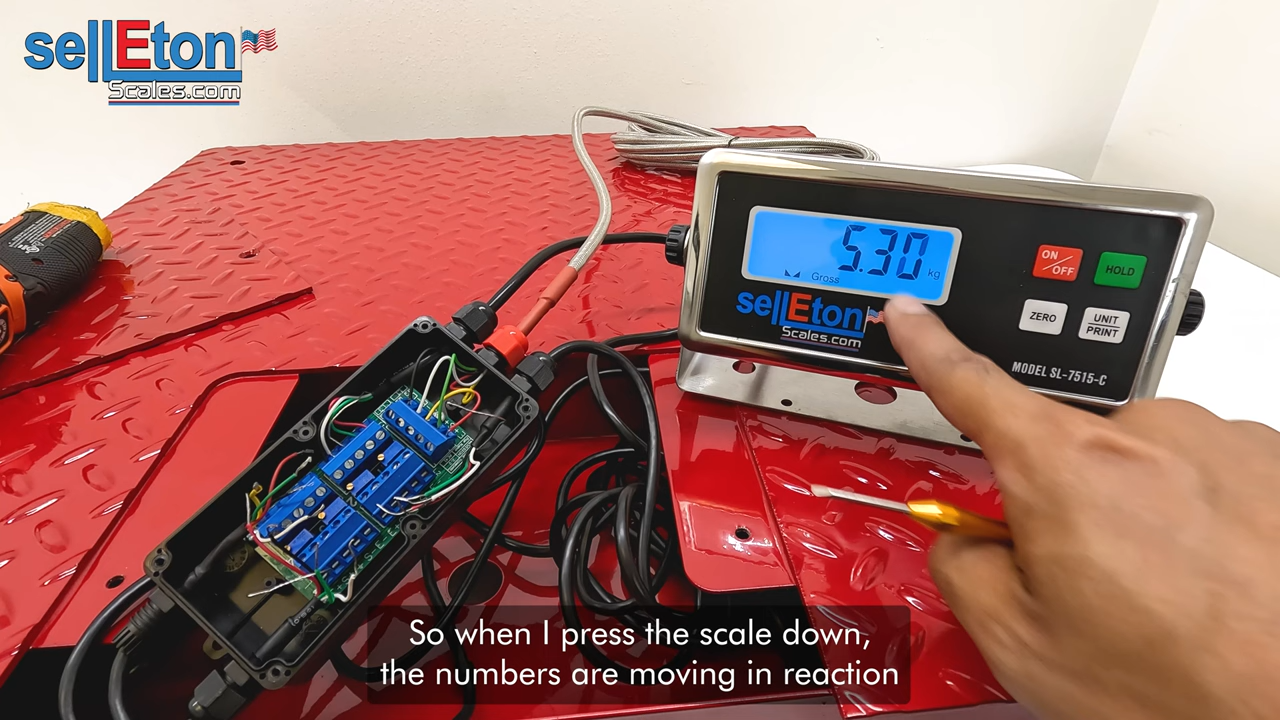 sellEton
Scales.com
5.30
Gross
kg
ON/OFF
HOLD
ZERO
UNIT
PRINT
sellEton
Scales.com
MODEL SL-7515-C
So when I press the scale down,
the numbers are moving in reaction